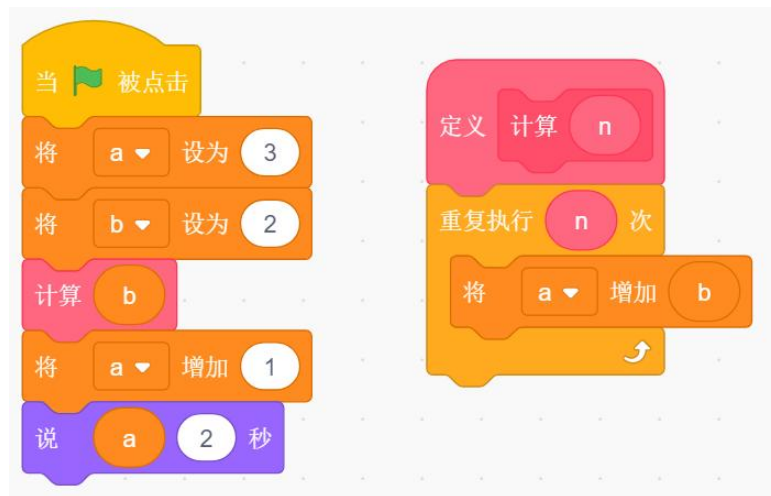 当 被点击
将 a 设为 3
将 b 设为 2
计算 b
将 a 增加 1
说 a 2 秒
定义 计算 n
重复执行 n 次
将 a 增加 b